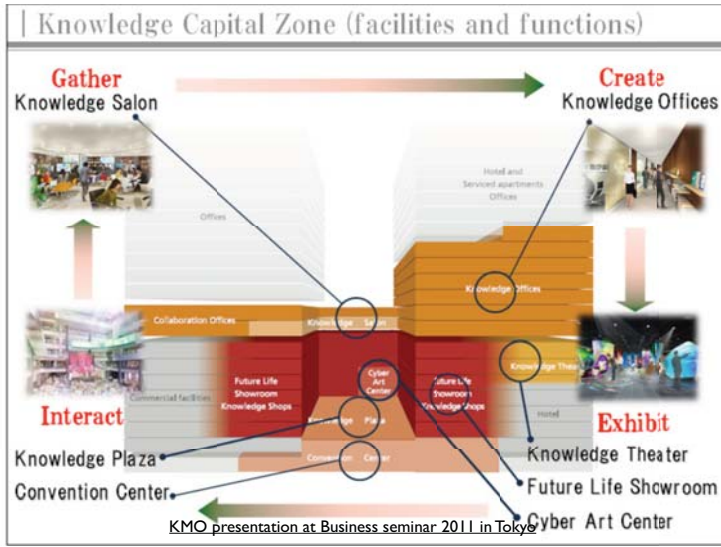 Knowledge Capital Zone (facilities and functions)
Gather
Knowledge Salon
Create
Knowledge Offices
Hotel and
Serviced apartments
Offices
Offices
Knowledge Offices
Collaboration Offices
Knowledge Salon
Cyber
Art
Center
Future Life
Showroom
Knowledge Shops
Future Life
Showroom
Knowledge Shops
Knowledge Theater
Commercial facilities
Hotel
Interact
Exhibit
Knowledge Plaza
Convention Center
Knowledge Plaza
Convention Center
Knowledge Theater
Future Life Showroom
Cyber Art Center
KMO presentation at Business seminar 2011 in Tokyo